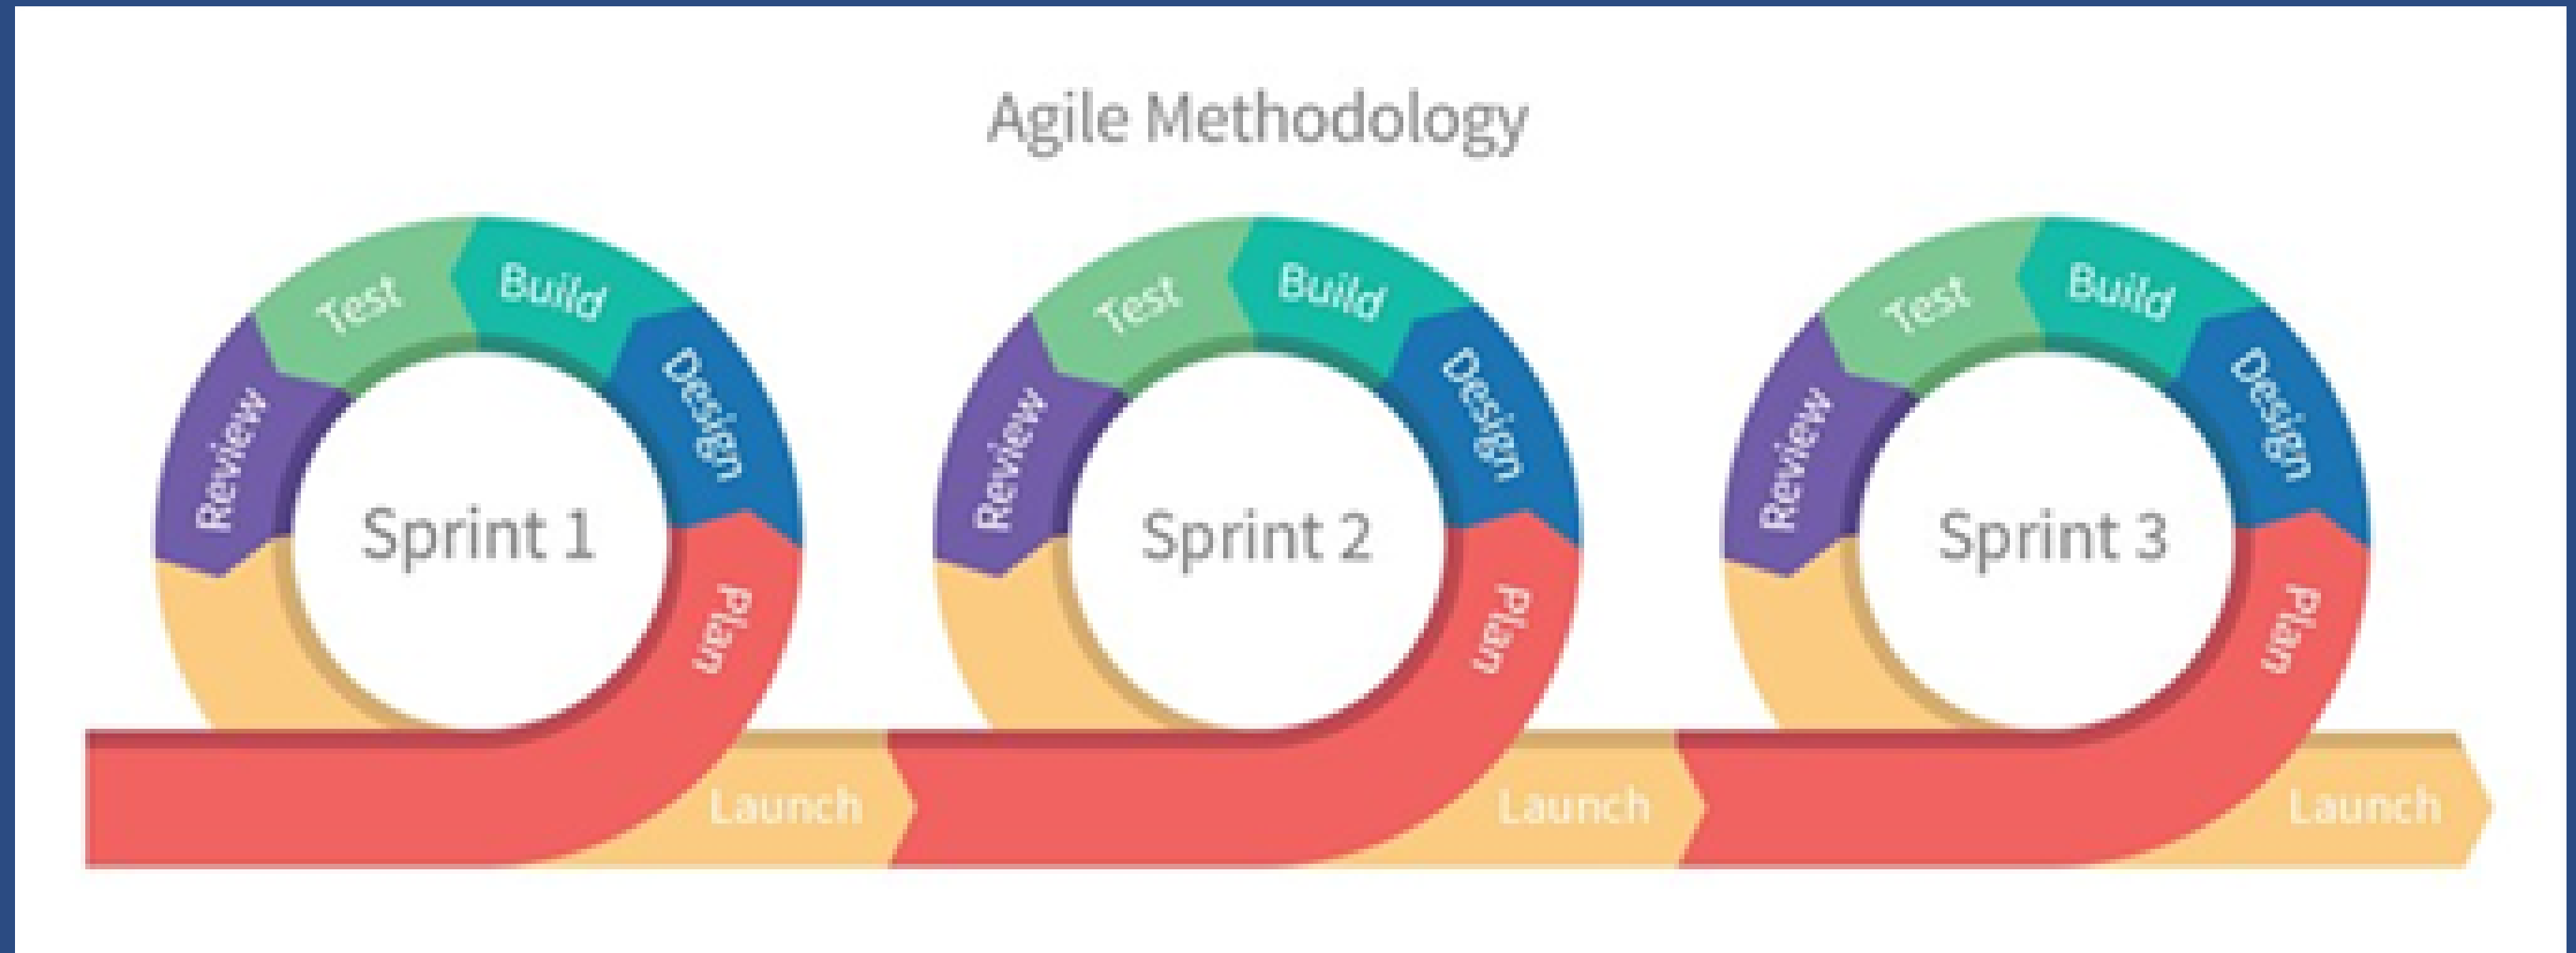 Agile Methodology
Sprint 1
Plan
Design
Build
Test
Review
Launch
Sprint 2
Plan
Design
Build
Test
Review
Launch
Sprint 3
Plan
Design
Build
Test
Review
Launch